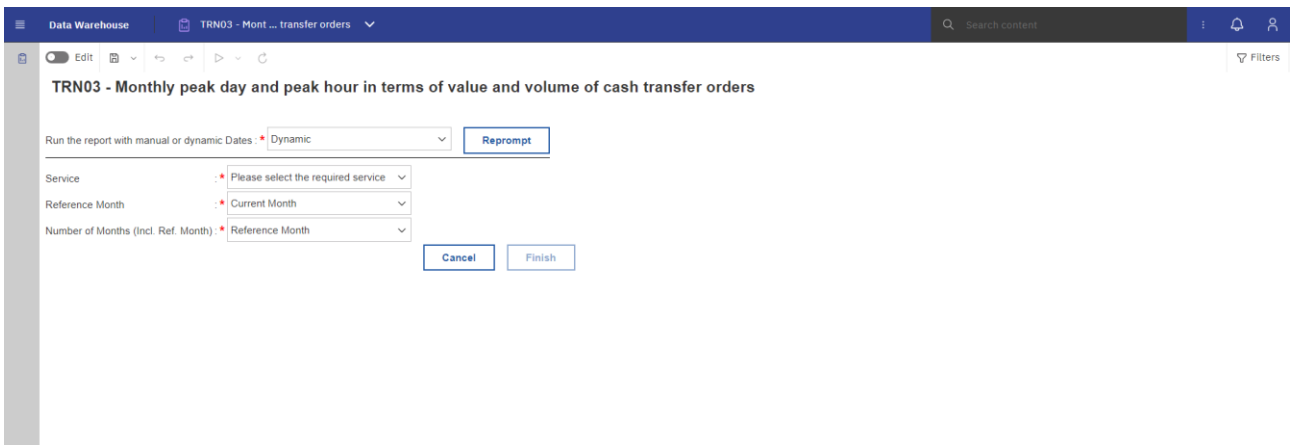 Data Warehouse TRN03 - Mont ... transfer orders Search content
Edit Filters
TRN03 - Monthly peak day and peak hour in terms of value and volume of cash transfer orders
Run the report with manual or dynamic Dates : * Dynamic Reprompt
Service : * Please select the required service
Reference Month : * Current Month
Number of Months (Incl. Ref. Month) : * Reference Month
Cancel Finish